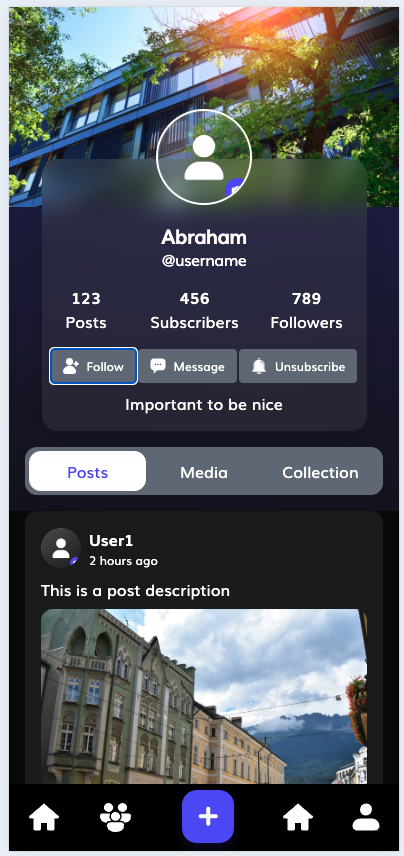 Abraham
@username
123 456 789
Posts Subscribers Followers
Follow Message Unsubscribe
Important to be nice
Posts Media Collection
User1
2 hours ago
This is a post description